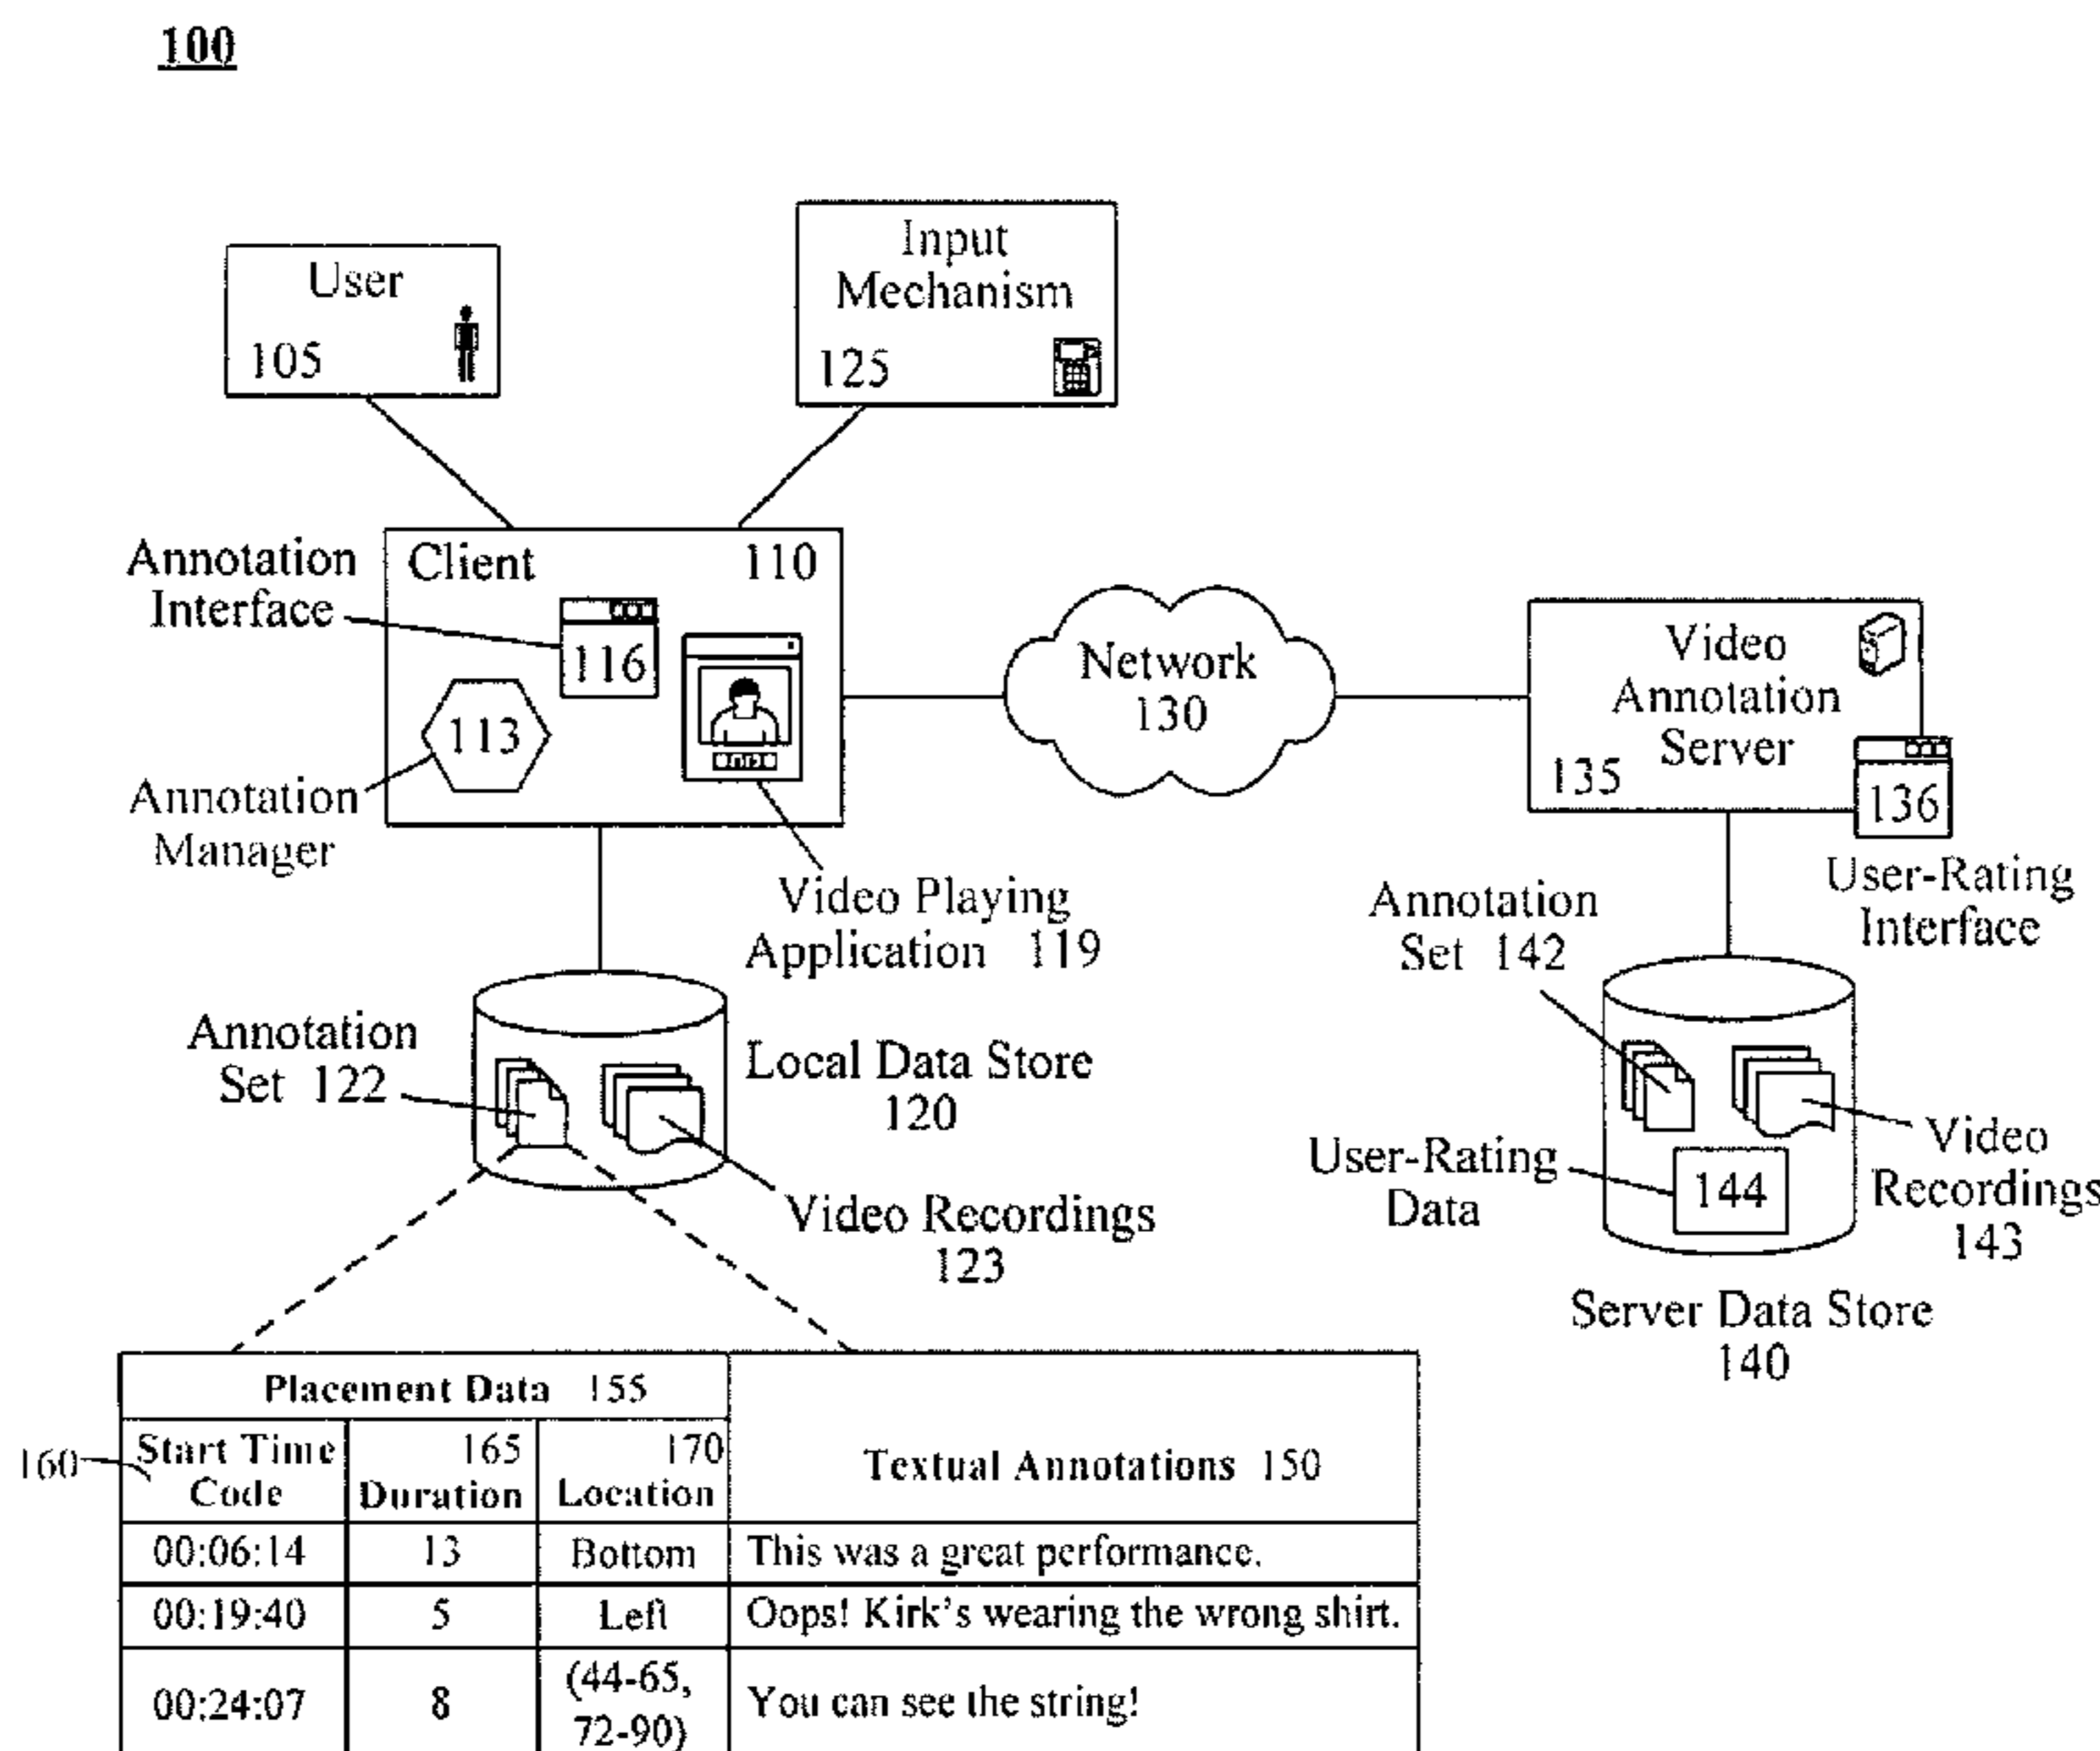 100
User
105
Input
Mechanism
125
Annotation
Interface
Client 110
116
113
Annotation
Manager
Network
130
Video
Annotation
Server
135
136
User-Rating
Interface
Video Playing
Application 119
Annotation
Set 142
Annotation
Set 122
Local Data Store
120
Video Recordings
123
User-Rating
Data
144
Video
Recordings
143
Server Data Store
140
Placement Data 155
160
Start Time
Code
165
Duration
170
Location
Textual Annotations 150
00:06:14 13 Bottom This was a great performance.
00:19:40 5 Left Oops! Kirk's wearing the wrong shirt.
00:24:07 8 (44-65,
72-90) You can see the string!